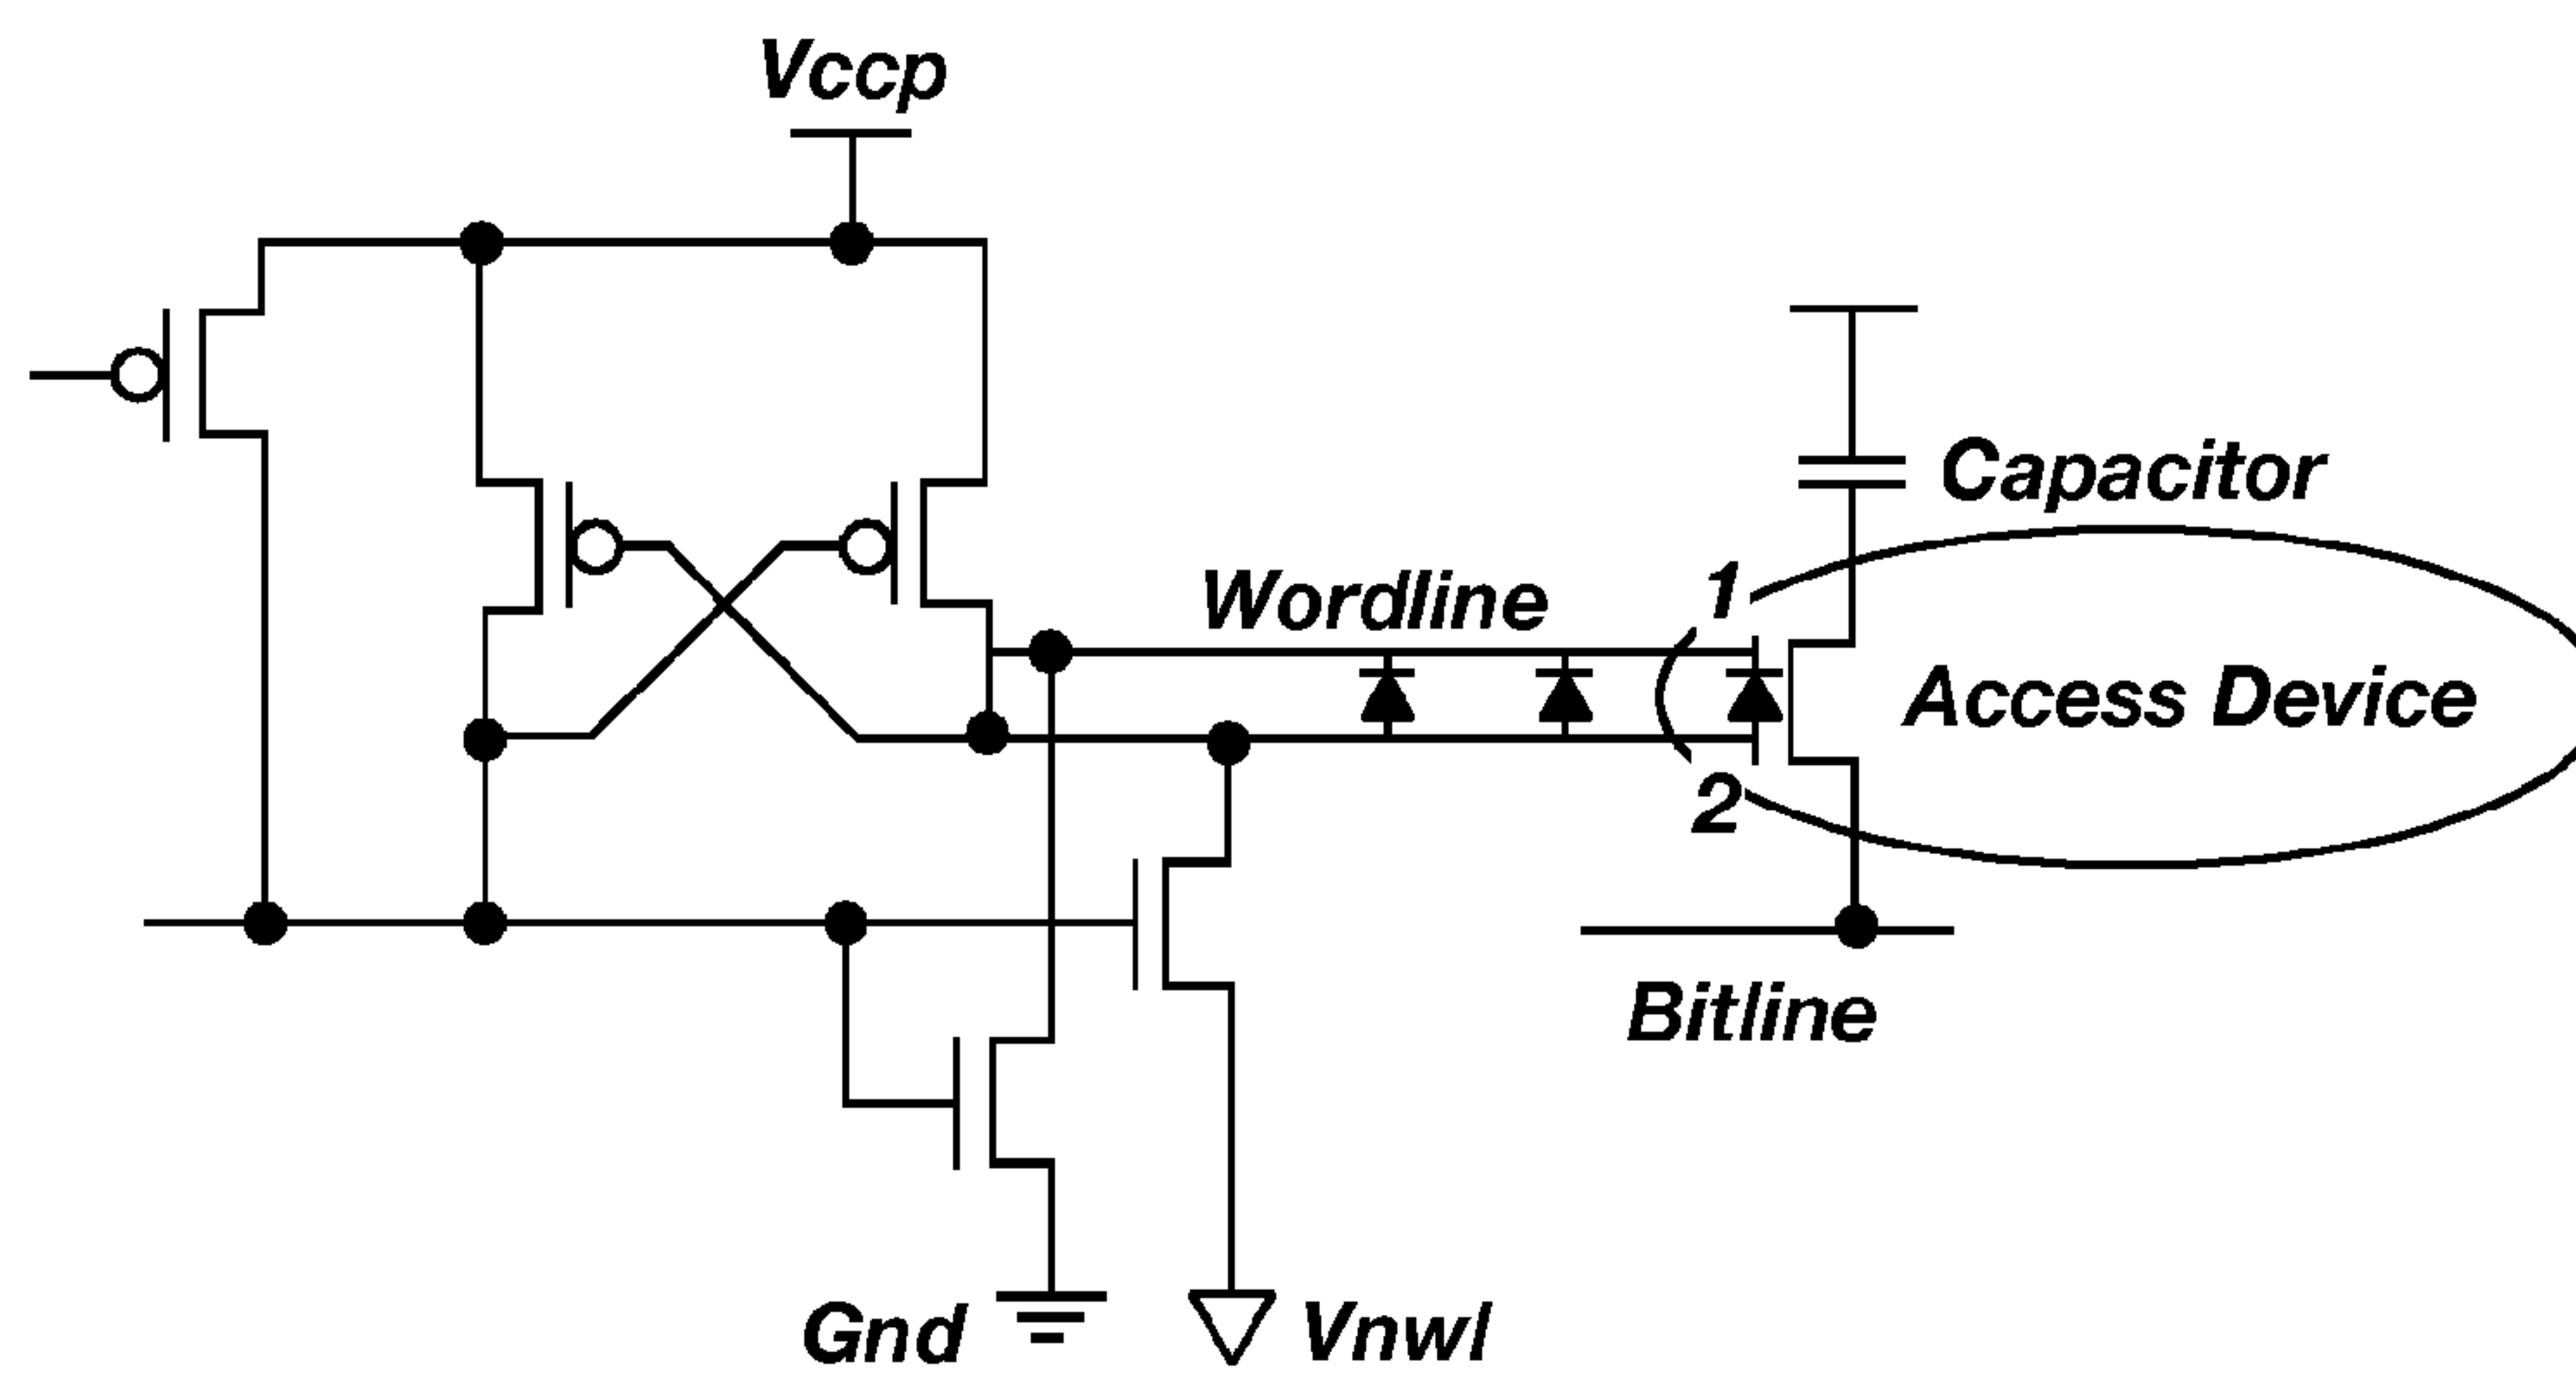 Vccp
Capacitor
Wordline
1
Access Device
2
Bitline
Gnd
Vnwl